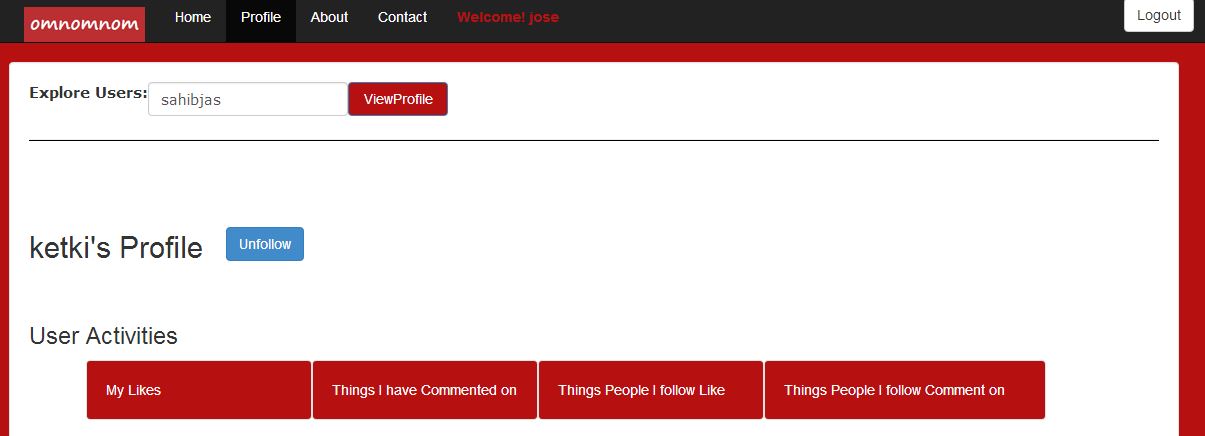 omnomnom Home Profile About Contact Welcome! jose Logout
Explore Users: sahibjas ViewProfile
ketki's Profile Unfollow
User Activities
My Likes Things I have Commented on Things People I follow Like Things People I follow Comment on